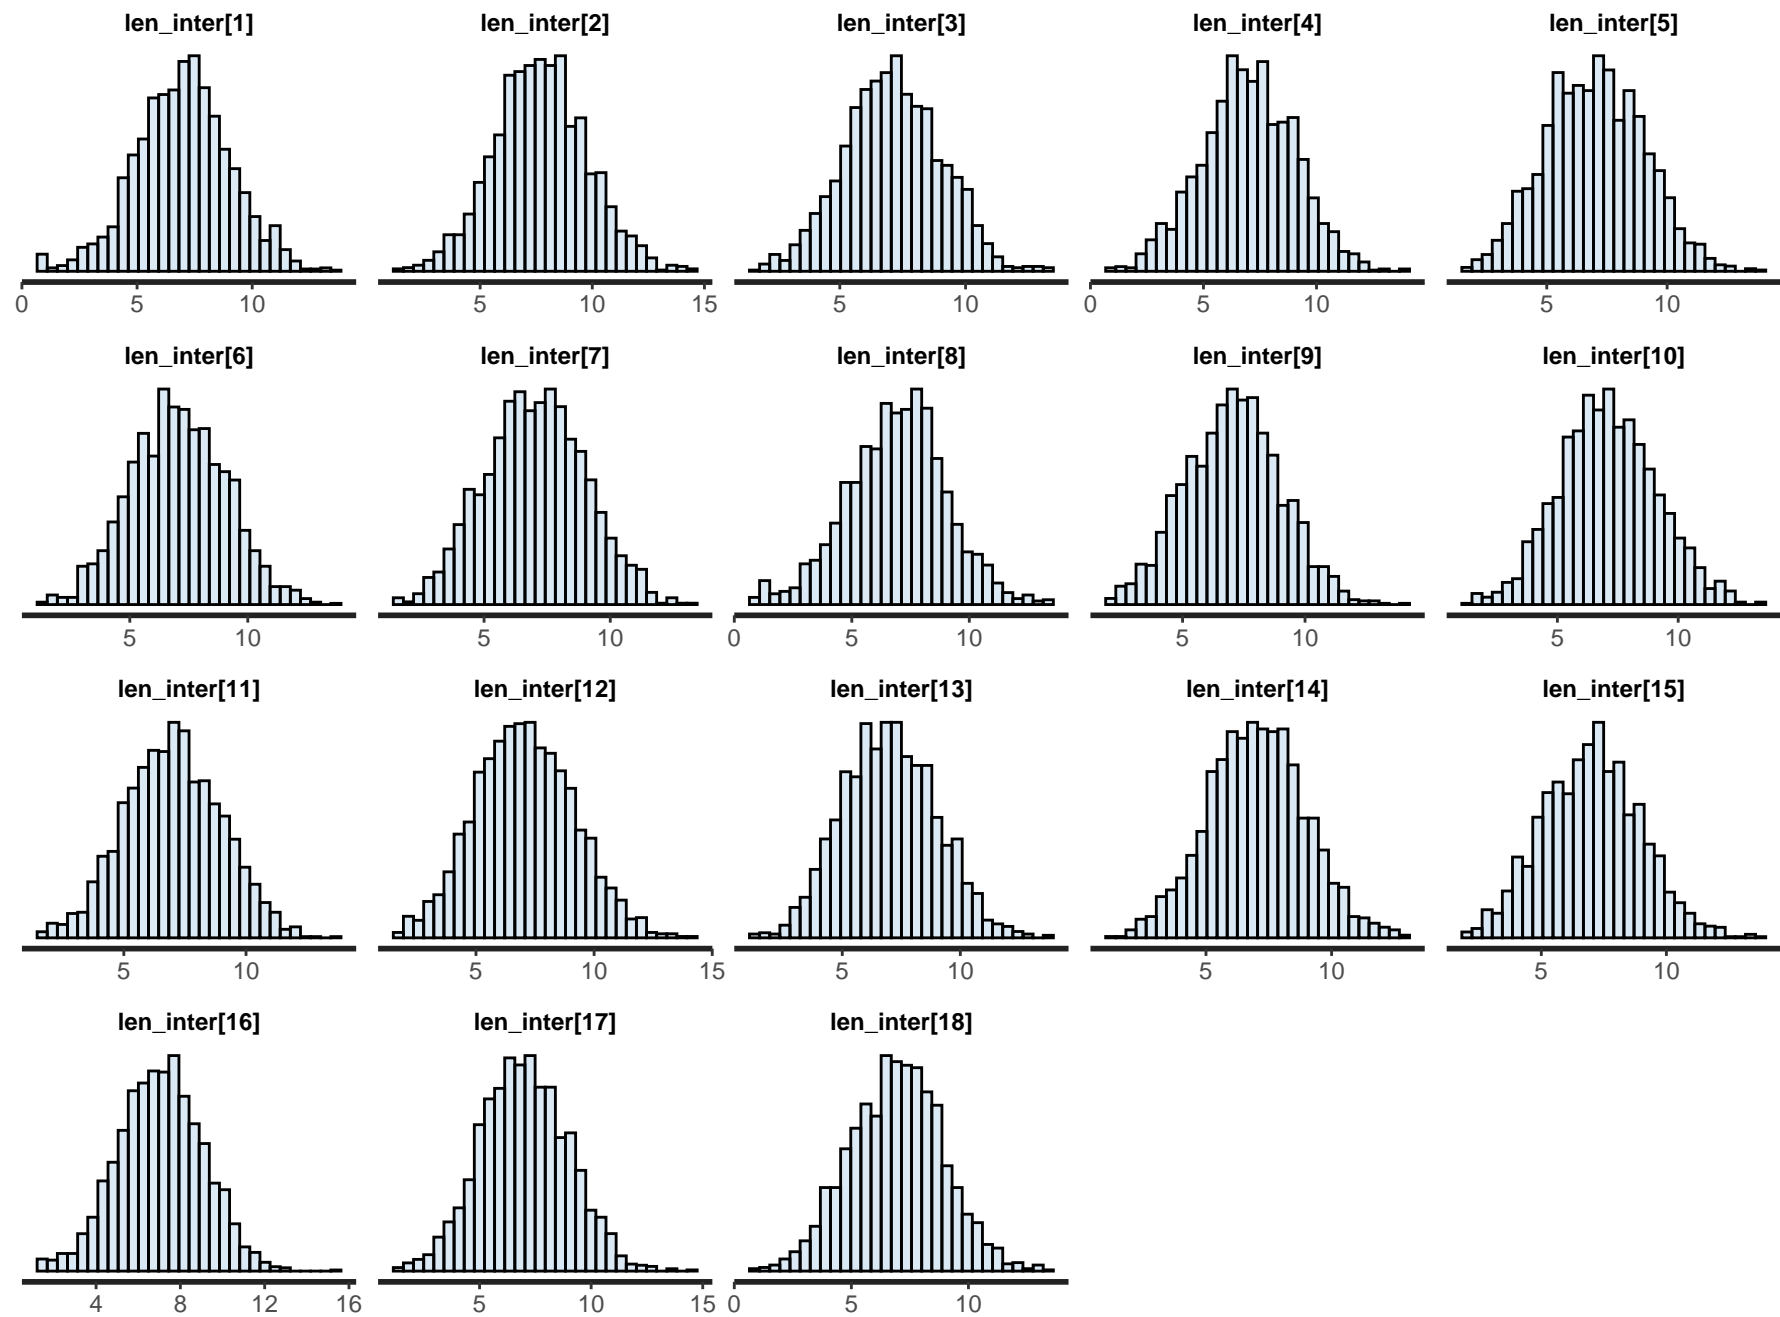 len_inter[1] len_inter[2] len_inter[3] len_inter[4] len_inter[5]
0 5 10 5 10 15 5 10 0 5 10 5 10
len_inter[6] len_inter[7] len_inter[8] len_inter[9] len_inter[10]
5 10 5 10 0 5 10 5 10 5 10
len_inter[11] len_inter[12] len_inter[13] len_inter[14] len_inter[15]
5 10 5 10 15 5 10 5 10 5 10
len_inter[16] len_inter[17] len_inter[18]
4 8 12 16 5 10 15 0 5 10